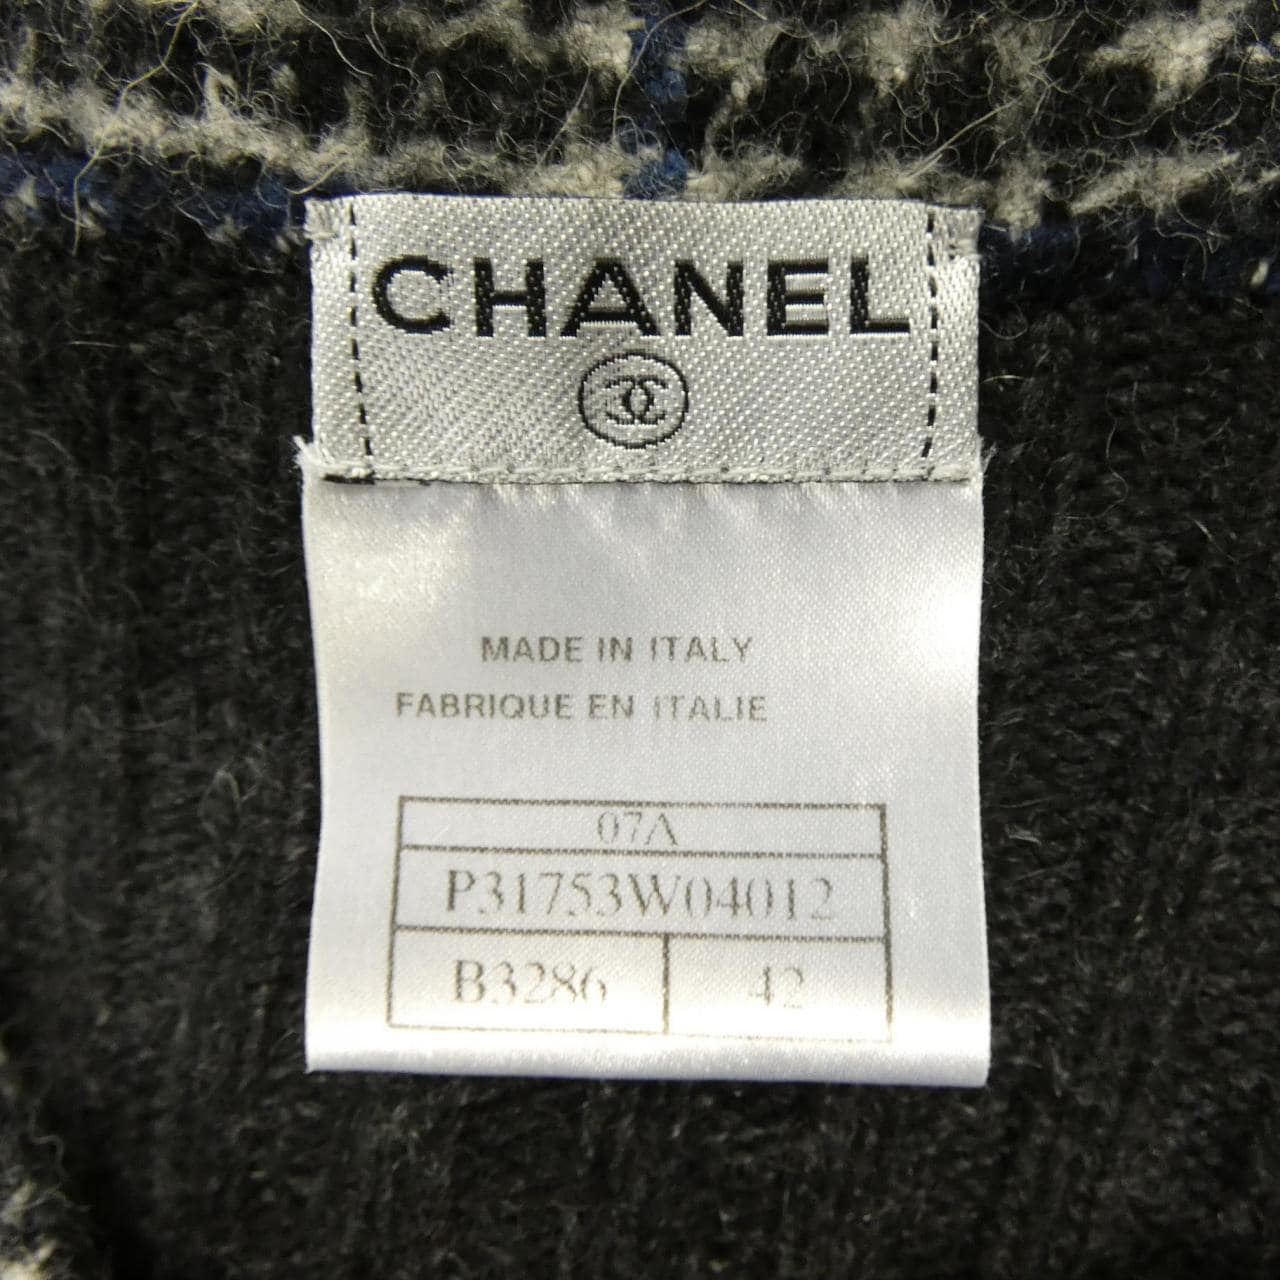 CHANEL
MADE IN ITALY
FABRIQUE EN ITALIE
07A
P31753W04012
B3286 42